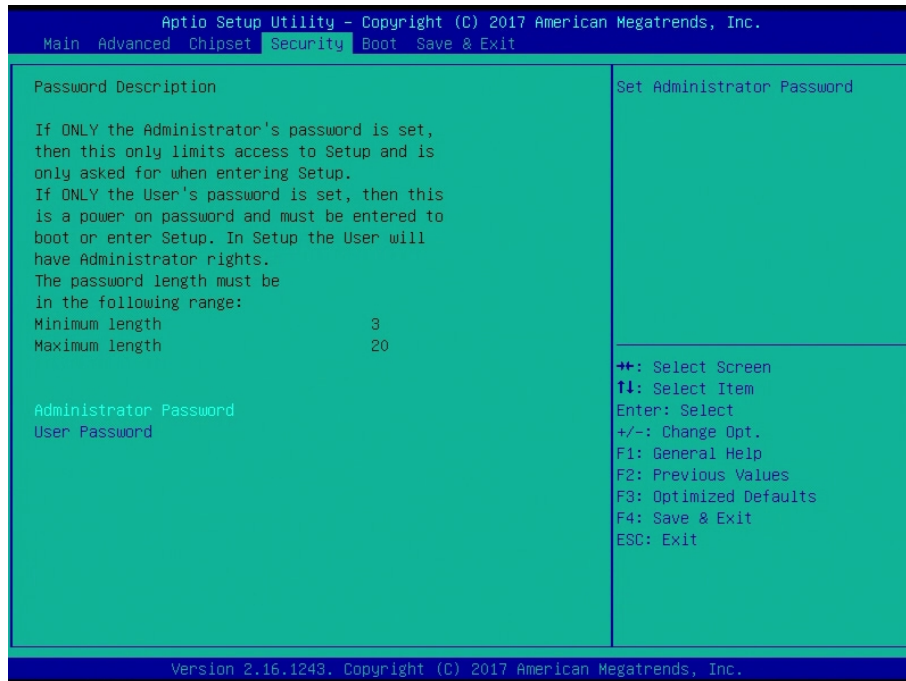 Aptio Setup Utility – Copyright (C) 2017 American Megatrends, Inc.
Main Advanced Chipset Security Boot Save & Exit
Password Description
If ONLY the Administrator's password is set,
then this only limits access to Setup and is
only asked for when entering Setup.
If ONLY the User's password is set, then this
is a power on password and must be entered to
boot or enter Setup. In Setup the User will
have Administrator rights.
The password length must be
in the following range:
Minimum length 3
Maximum length 20
Administrator Password
User Password
Set Administrator Password
→←: Select Screen
↑↓: Select Item
Enter: Select
+/-: Change Opt.
F1: General Help
F2: Previous Values
F3: Optimized Defaults
F4: Save & Exit
ESC: Exit
Version 2.16.1243. Copyright (C) 2017 American Megatrends, Inc.